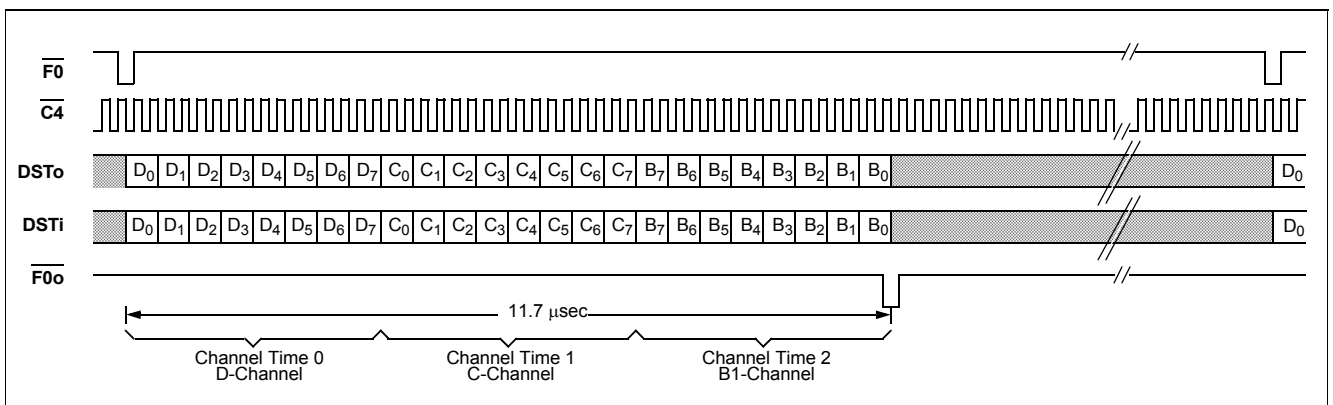 F0
C4
DSTo D0 D1 D2 D3 D4 D5 D6 D7 C0 C1 C2 C3 C4 C5 C6 C7 B7 B6 B5 B4 B3 B2 B1 B0 D0
DSTi D0 D1 D2 D3 D4 D5 D6 D7 C0 C1 C2 C3 C4 C5 C6 C7 B7 B6 B5 B4 B3 B2 B1 B0 D0
F0o
11.7 µsec
Channel Time 0 Channel Time 1 Channel Time 2
D-Channel C-Channel B1-Channel